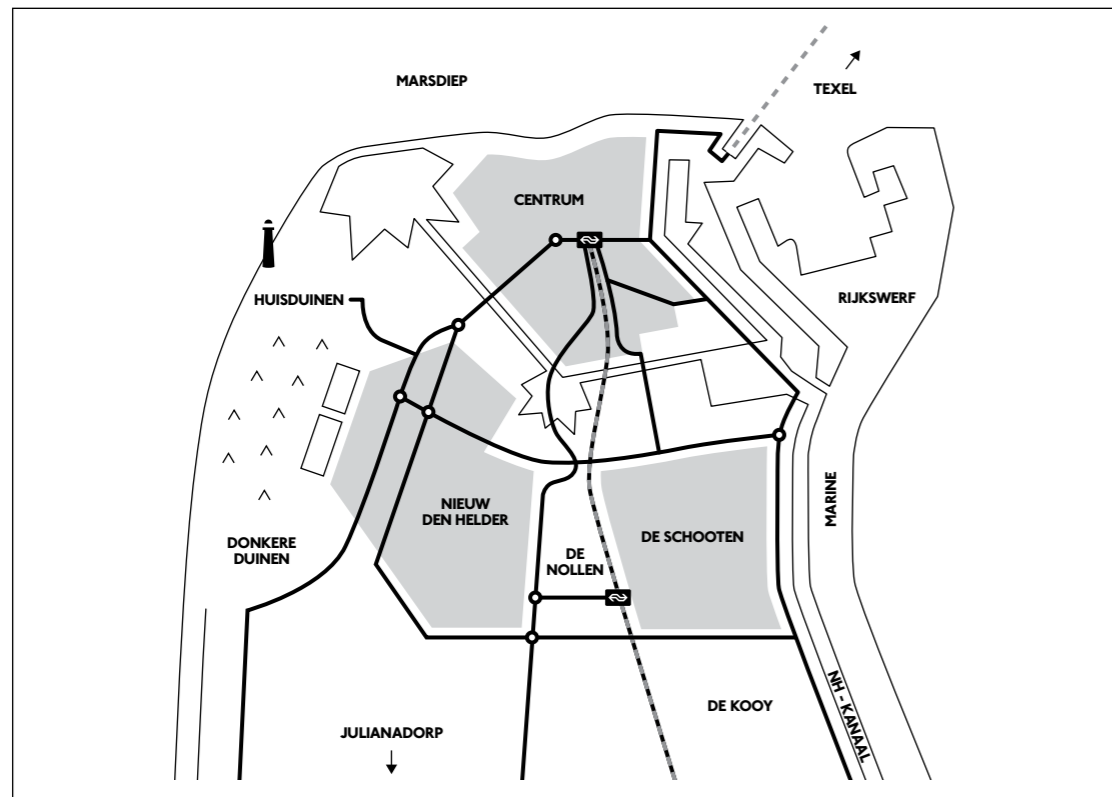 MARSDIEP
TEXEL
CENTRUM
HUISDUINEN
RIJKSWERF
NIEUW
DEN HELDER
DE SCHOOTEN
MARINE
DONKERE
DUINEN
DE
NOLLEN
DE KOOY
NH - KANAAL
JULIANADORP